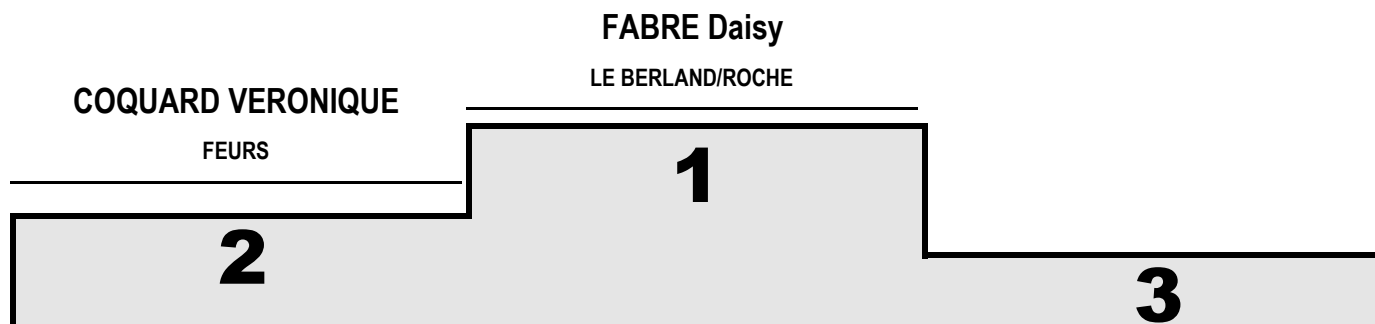 FABRE Daisy
LE BERLAND/ROCHE
COQUARD VERONIQUE
FEURS
1
2
3